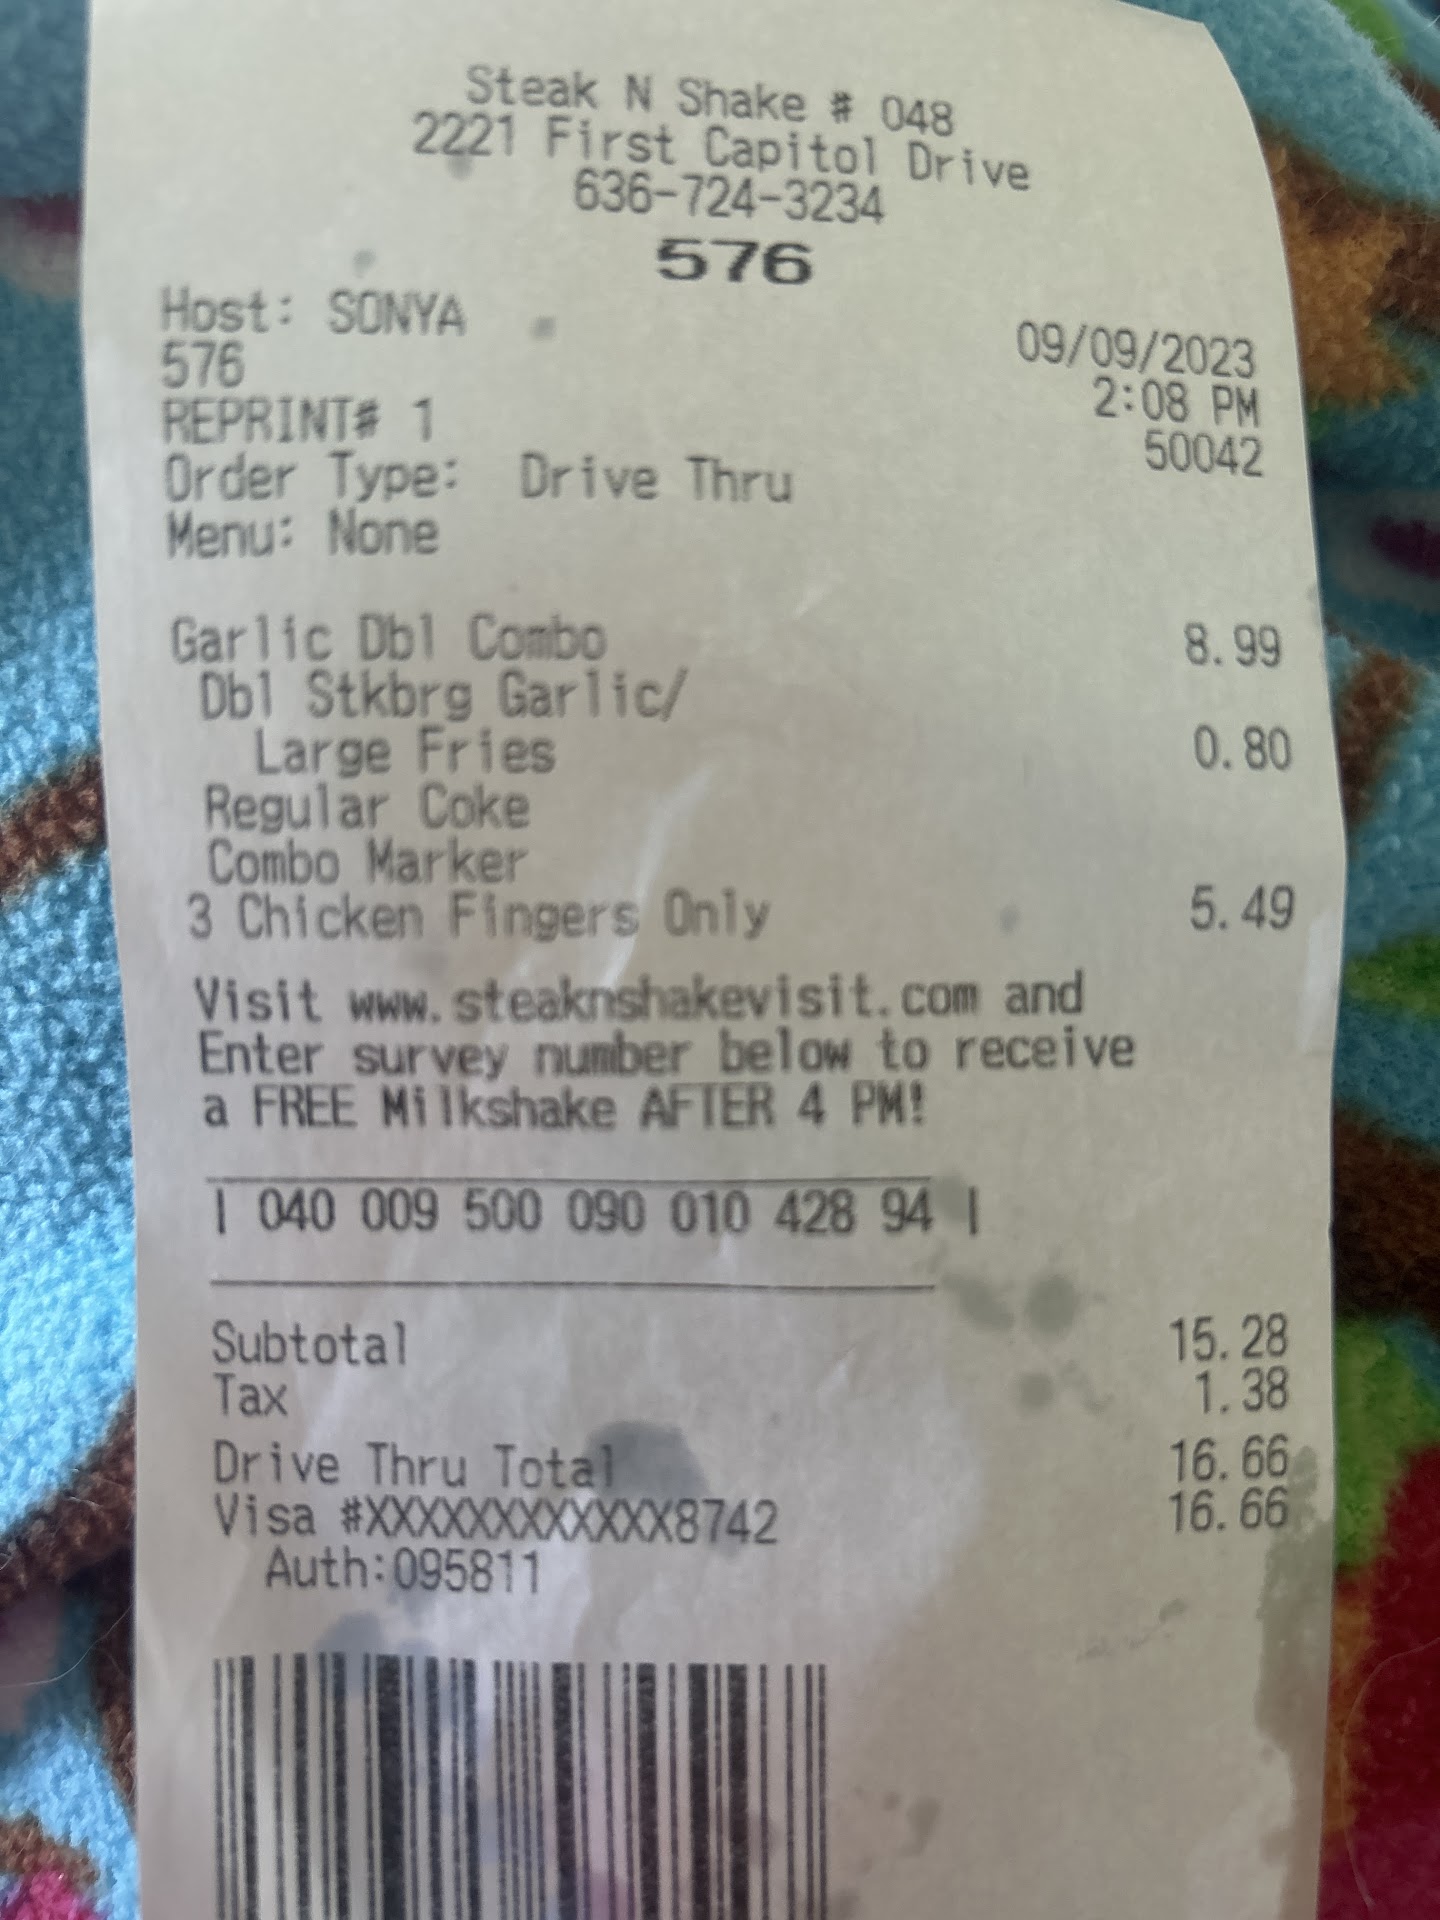 Steak N Shake # 048
2221 First Capitol Drive
636-724-3234
576
Host: SONYA
09/09/2023
576
2:08 PM
REPRINT# 1
50042
Order Type: Drive Thru
Menu: None
Garlic Dbl Combo 8.99
Dbl Stkbrg Garlic/
Large Fries 0.80
Regular Coke
Combo Marker
3 Chicken Fingers Only 5.49
Visit www.steaknshakevisit.com and
Enter survey number below to receive
a FREE Milkshake AFTER 4 PM!
| 040 009 500 090 010 428 94 |
Subtotal 15.28
Tax 1.38
Drive Thru Total 16.66
Visa #XXXXXXXXXXXX8742 16.66
Auth:095811